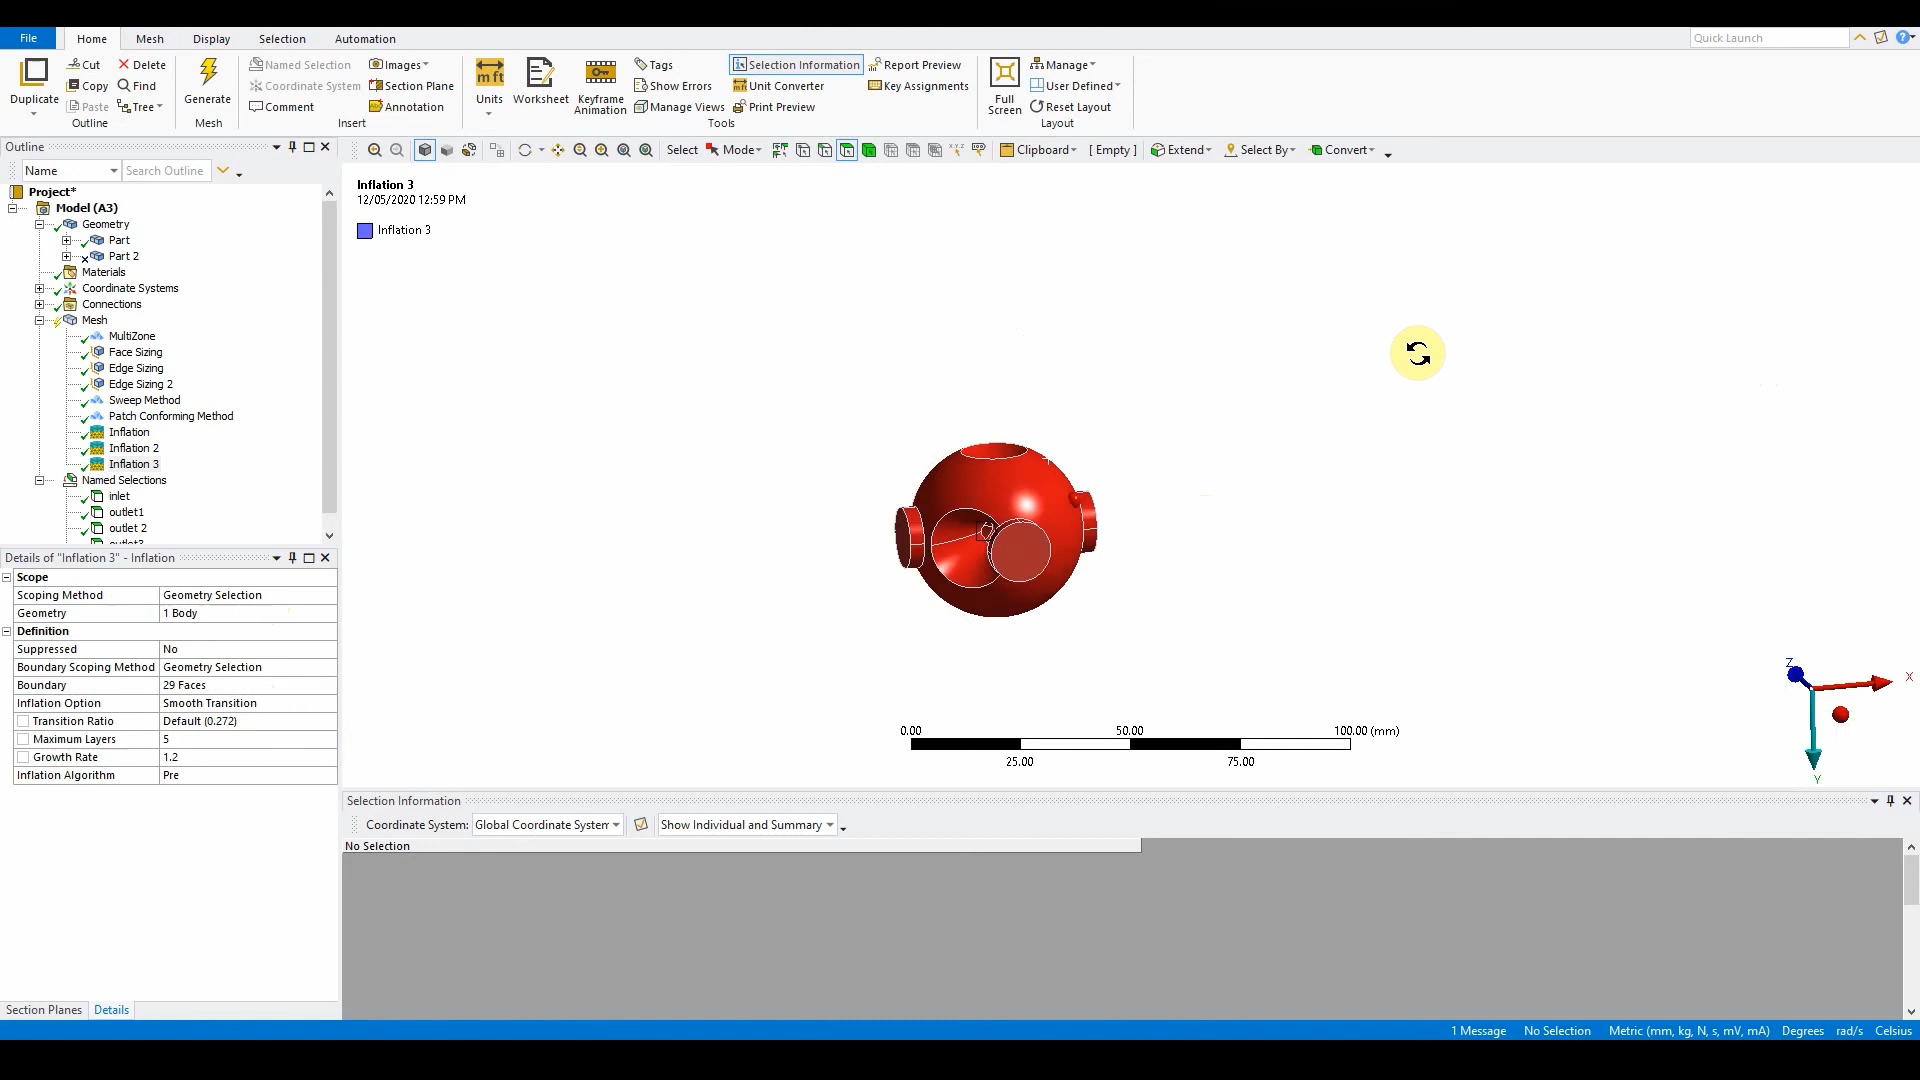 File Home Mesh Display Selection Automation Quick Launch
Duplicate Cut Delete Copy Find Paste Tree Outline
Generate Mesh
Named Selection Images Coordinate System Section Plane Comment Annotation Insert
Units Worksheet Keyframe Animation Tags Show Errors Manage Views Selection Information Unit Converter Print Preview Report Preview Key Assignments Tools
Full Screen Manage User Defined Reset Layout Layout
Outline
Name Search Outline
Select Mode Clipboard [ Empty ] Extend Select By Convert
Project*
Model (A3)
Geometry
Part
Part 2
Materials
Coordinate Systems
Connections
Mesh
MultiZone
Face Sizing
Edge Sizing
Edge Sizing 2
Sweep Method
Patch Conforming Method
Inflation
Inflation 2
Inflation 3
Named Selections
inlet
outlet1
outlet 2
outlet3
Details of "Inflation 3" - Inflation
Scope
Scoping Method Geometry Selection
Geometry 1 Body
Definition
Suppressed No
Boundary Scoping Method Geometry Selection
Boundary 29 Faces
Inflation Option Smooth Transition
Transition Ratio Default (0.272)
Maximum Layers 5
Growth Rate 1.2
Inflation Algorithm Pre
Section Planes Details
Inflation 3
12/05/2020 12:59 PM
Inflation 3
0.00 50.00 100.00 (mm)
25.00 75.00
Z X Y
Selection Information
Coordinate System: Global Coordinate System Show Individual and Summary
No Selection
1 Message No Selection Metric (mm, kg, N, s, mV, mA) Degrees rad/s Celsius